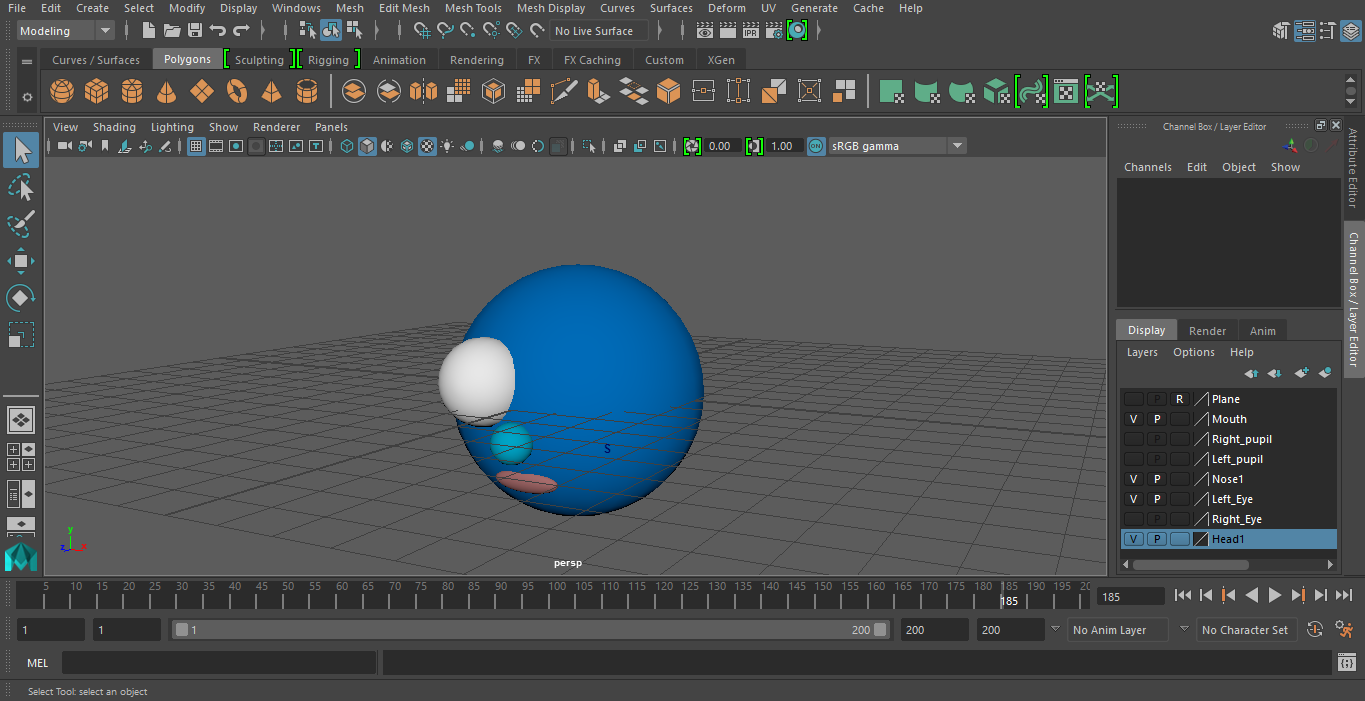 File Edit Create Select Modify Display Windows Mesh Edit Mesh Mesh Tools Mesh Display Curves Surfaces Deform UV Generate Cache Help
Modeling No Live Surface IPR
Curves / Surfaces Polygons Sculpting Rigging Animation Rendering FX FX Caching Custom XGen
View Shading Lighting Show Renderer Panels
0.00 1.00 ON sRGB gamma
Channel Box / Layer Editor
Channels Edit Object Show
Attribute Editor
Channel Box / Layer Editor
Display Render Anim
Layers Options Help
P R Plane
V P Mouth
P Right_pupil
P Left_pupil
V P Nose1
V P Left_Eye
P Right_Eye
V P Head1
S
y
z x
persp
5 10 15 20 25 30 35 40 45 50 55 60 65 70 75 80 85 90 95 100 105 110 115 120 125 130 135 140 145 150 155 160 165 170 175 180 185 190 195 20
185
185
1 1 1 200 200 200 No Anim Layer No Character Set
MEL
Select Tool: select an object